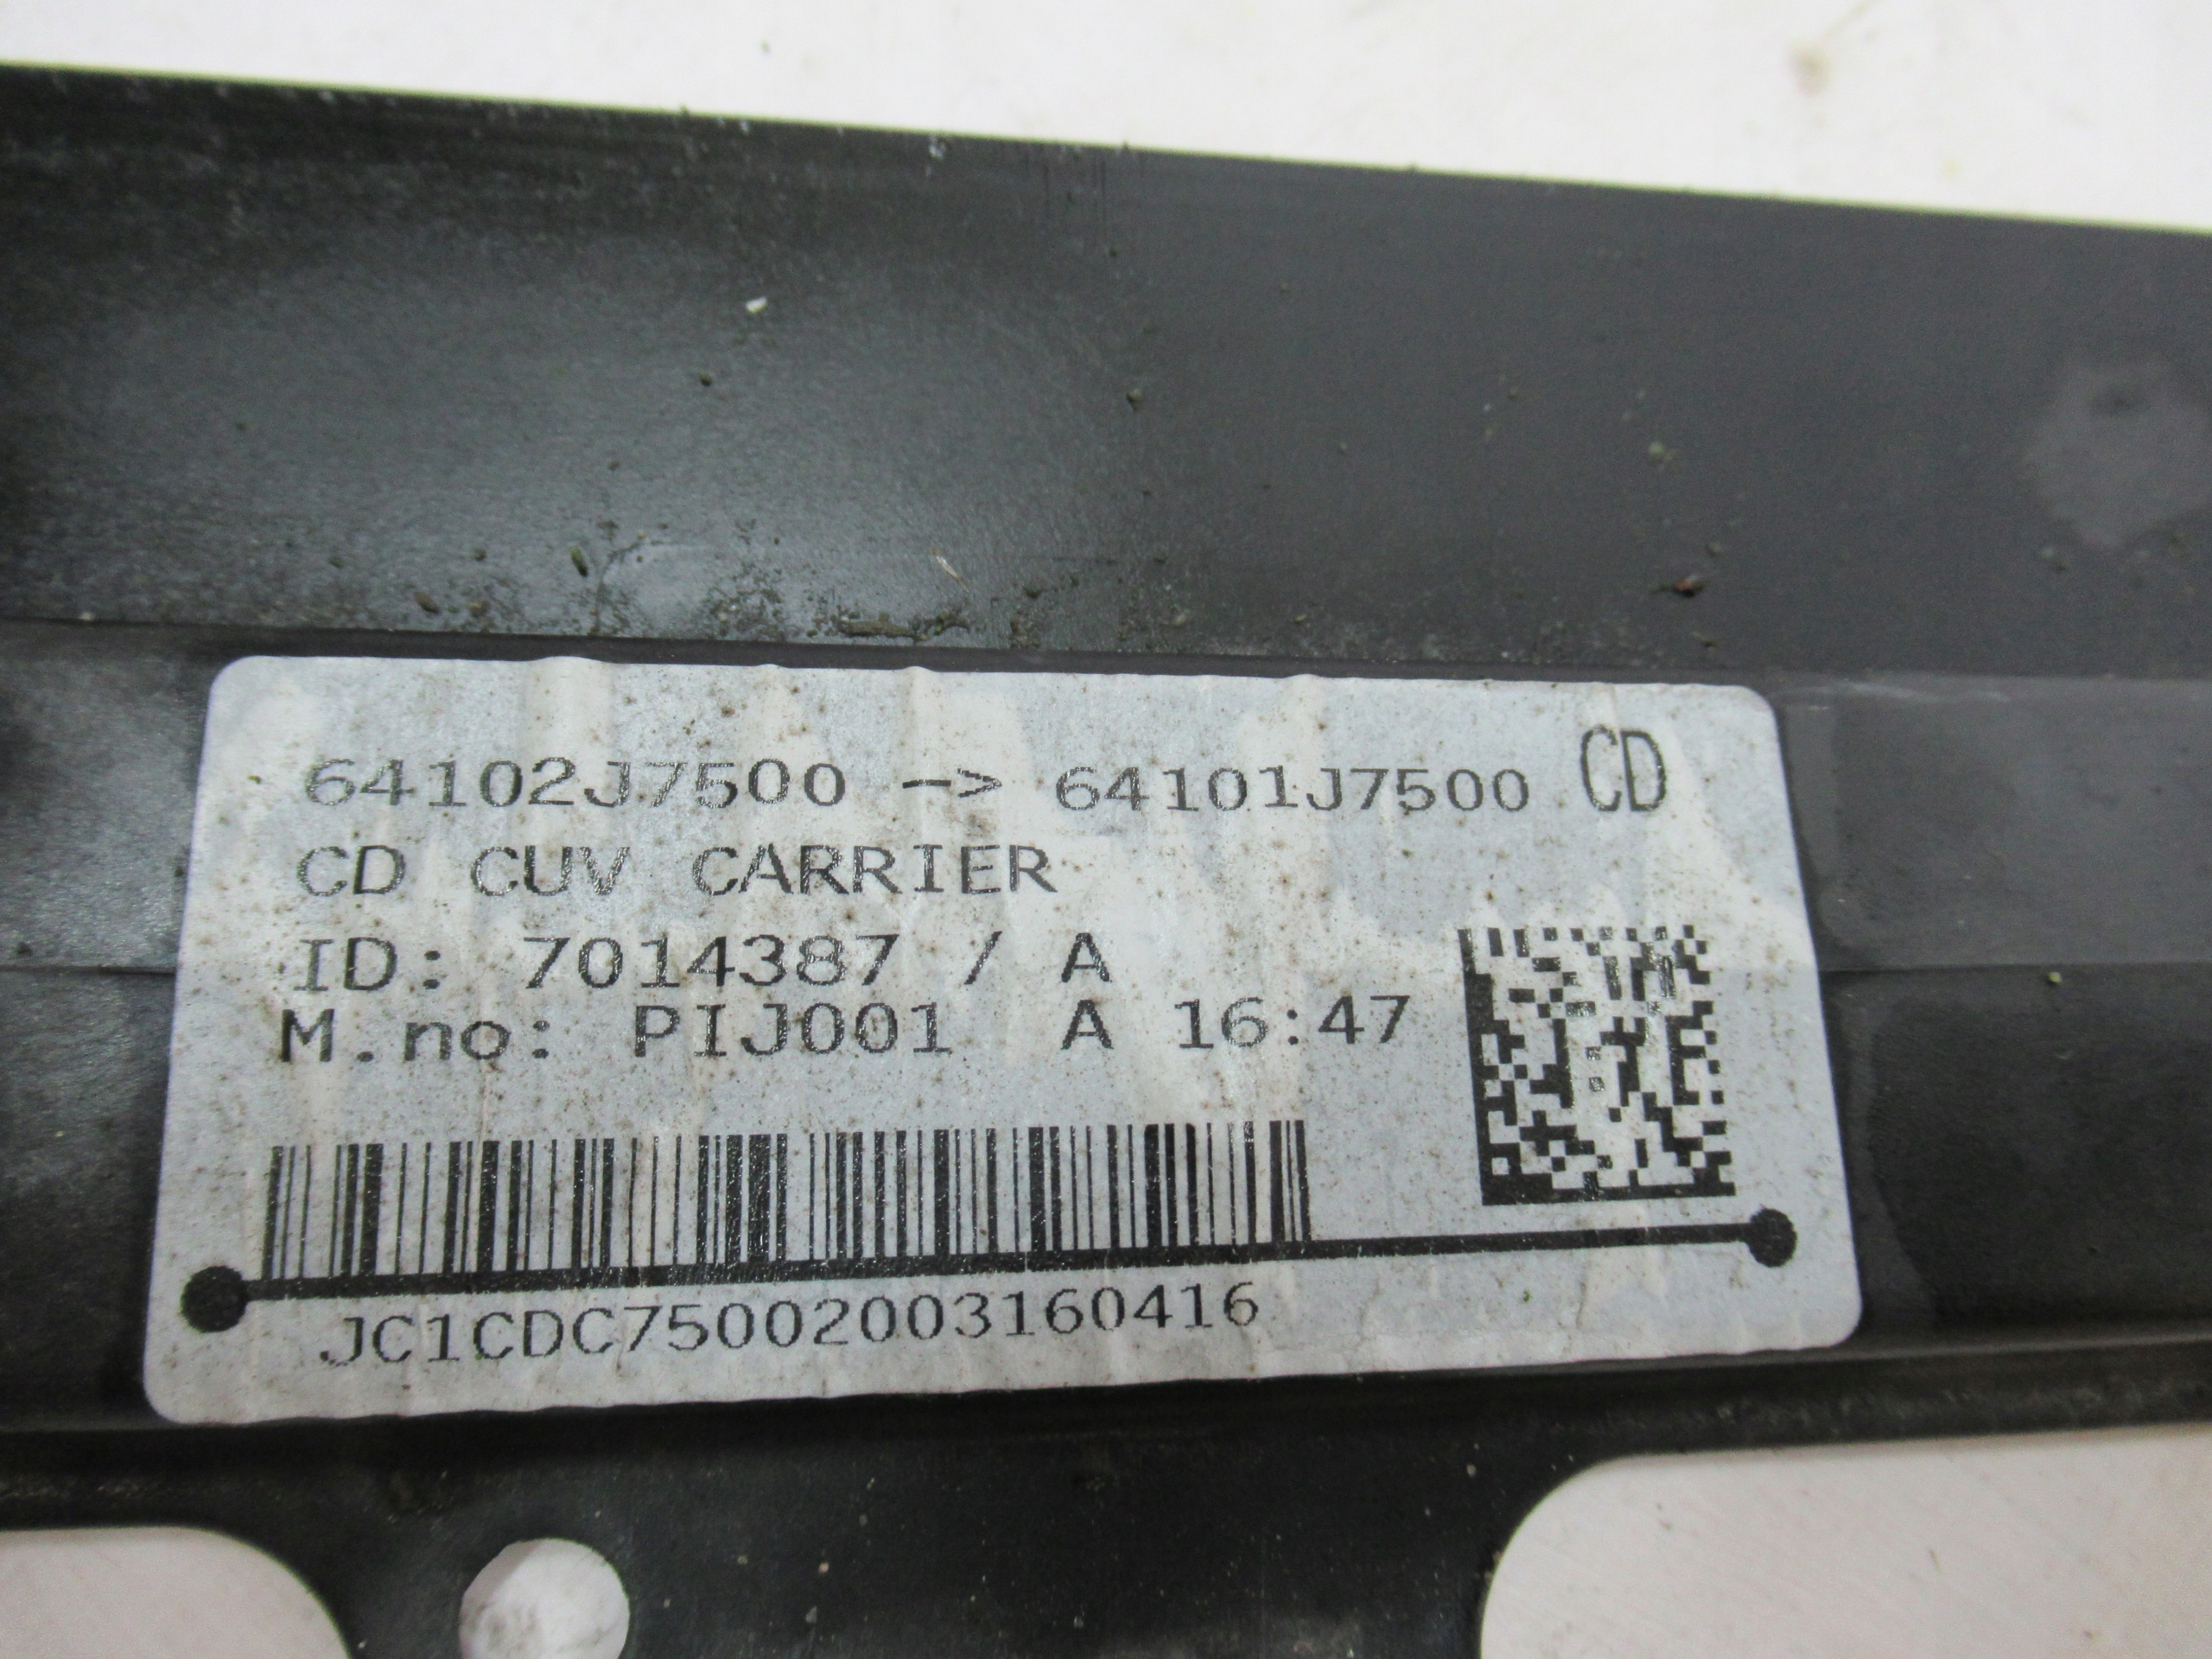 64102J7500 -> 64101J7500 CD
CD CUV CARRIER
ID: 7014387 / A
M.no: PIJ001 A 16:47
JC1CDC75002003160416